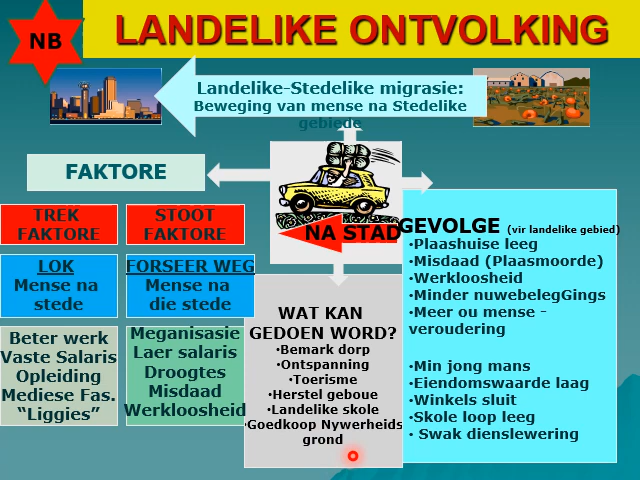 NB
LANDELIKE ONTVOLKING
Landelike-Stedelike migrasie:
Beweging van mense na Stedelike
gebiede
FAKTORE
TREK
FAKTORE
STOOT
FAKTORE
LOK
Mense na
stede
FORSEER WEG
Mense na
die stede
Beter werk
Vaste Salaris
Opleiding
Mediese Fas.
“Liggies”
Meganisasie
Laer salaris
Droogtes
Misdaad
Werkloosheid
NA STAD
WAT KAN
GEDOEN WORD?
•Bemark dorp
•Ontspanning
•Toerisme
•Herstel geboue
•Landelike skole
•Goedkoop Nywerheids
grond
GEVOLGE (vir landelike gebied)
•Plaashuise leeg
•Misdaad (Plaasmoorde)
•Werkloosheid
•Minder nuwebelegGings
•Meer ou mense -
veroudering
•Min jong mans
•Eiendomswaarde laag
•Winkels sluit
•Skole loop leeg
• Swak dienslewering